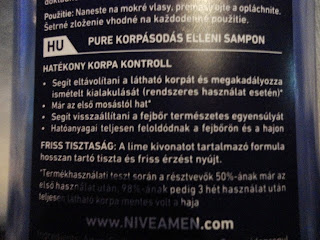 Použitie: Naneste na mokré vlasy, opláchnite.
Šetrné zloženie vhodné na každodenné použitie.
HU PURE KORPÁSODÁS ELLENI SAMPON
HATÉKONY KORPA KONTROLL
• Segít eltávolítani a látható korpát és megakadályozza
ismételt kialakulását (rendszeres használat esetén)*
• Már az első mosástól hat*
• Segít visszaállítani a fejbőr természetes egyensúlyát
• Hatóanyagai teljesen feloldódnak a fejbőrön és a hajon
FRISS TISZTASÁG: A lime kivonatot tartalmazó formula
hosszan tartó tiszta és friss érzést nyújt.
*Termékhasználati teszt során a résztvevők 50%-ának már az
első használat után, 98%-ának pedig 3 hét használat után
teljesen látható korpa mentes volt a haja
WWW.NIVEAMEN.com